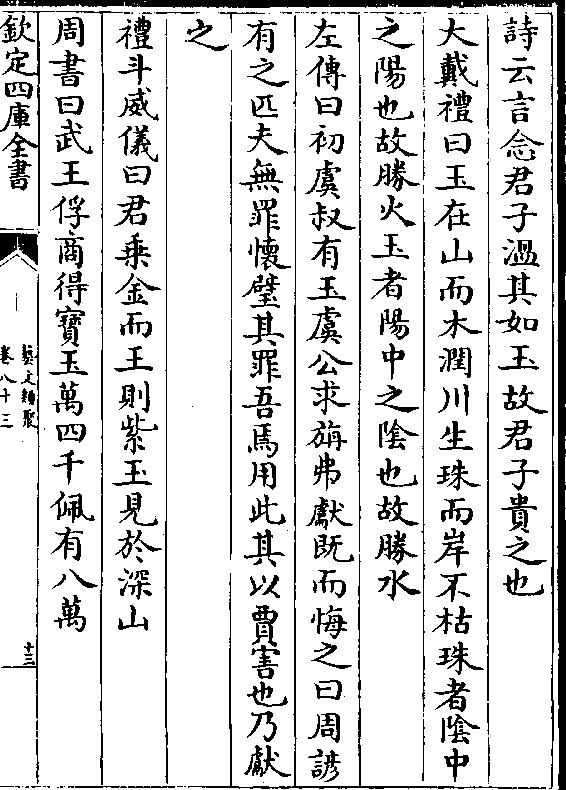 詩云言念君子溫其如玉故君子貴之也
大戴禮曰玉在山而木潤川生珠而岸不枯珠者陰中
之陽也故勝火玉者陽中之陰也故勝水
左傳曰初虞叔有玉虞公求旃弗獻既而悔之曰周諺
有之匹夫無罪懷璧其罪吾焉用此其以賈害也乃獻
之
禮斗威儀曰君乘金而王則紫玉見於深山
周書曰武王俘商得寶玉萬四千佩有八萬
欽定四庫全書
藝文類聚
卷八十三
十三